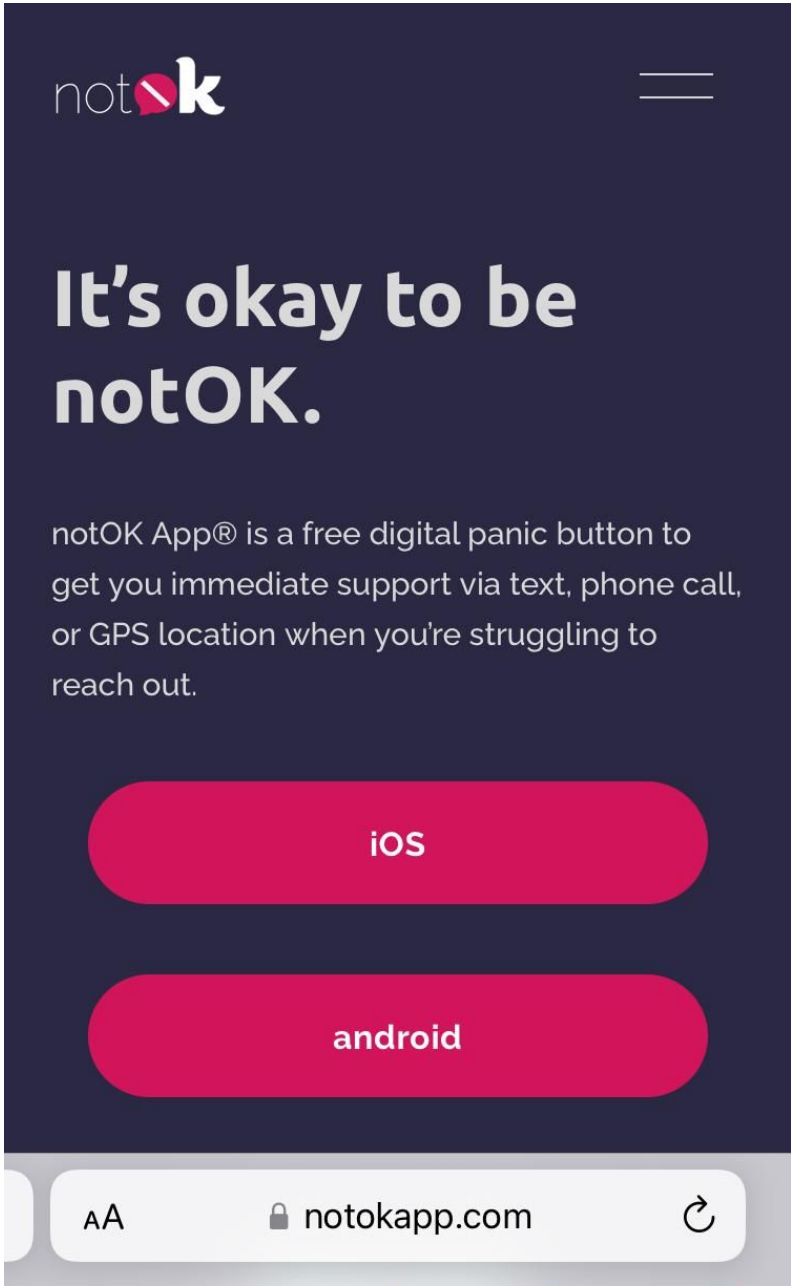 notok
It's okay to be
notOK.
notOK App® is a free digital panic button to
get you immediate support via text, phone call,
or GPS location when you're struggling to
reach out.
iOS
android
AA notokapp.com